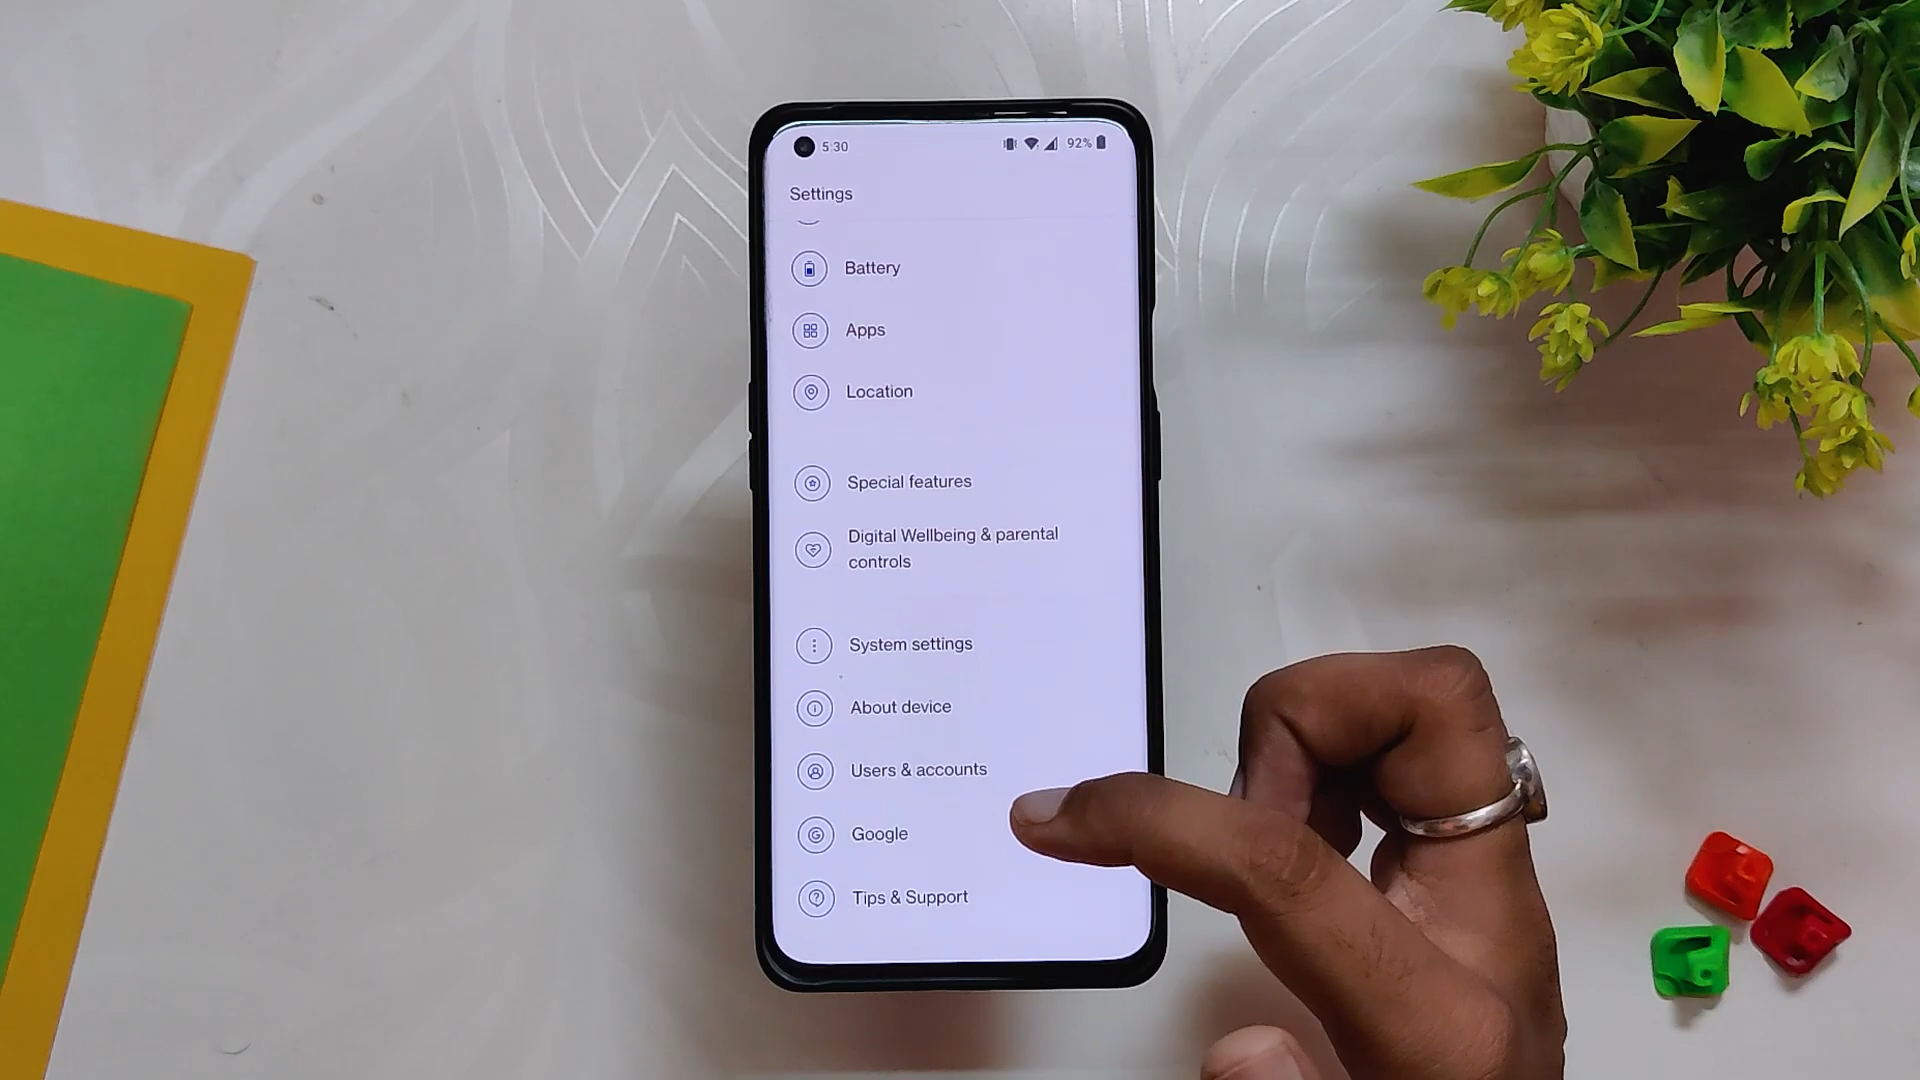 5 30
92%
Settings
Battery
Apps
Location
Special features
Digital Wellbeing & parental
controls
System settings
About device
Users & accounts
Google
Tips & Support